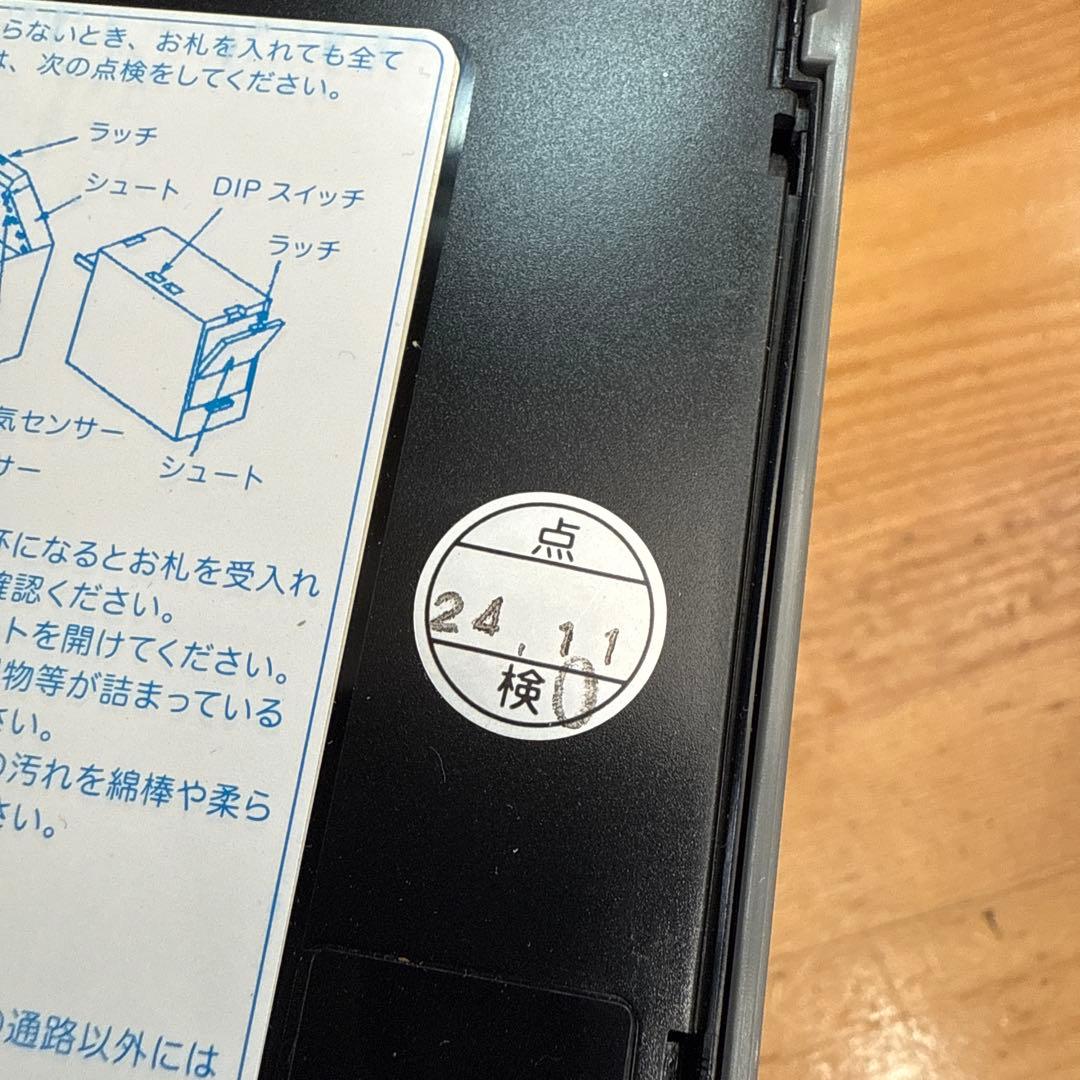 らないとき、お札を入れても全て
は、次の点検をしてください。
ラッチ
シュート
DIP スイッチ
ラッチ
気センサー
サー
シュート
杯になるとお札を受入れ
確認ください。
トを開けてください。
物等が詰まっている
さい。
汚れを綿棒や柔ら
さい。
通路以外には
点
24.11
検
0